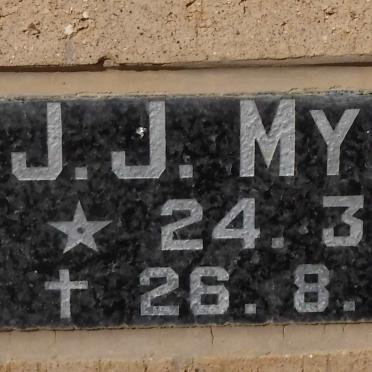 J.J. MY
★ 24. 3
✝ 26. 8.